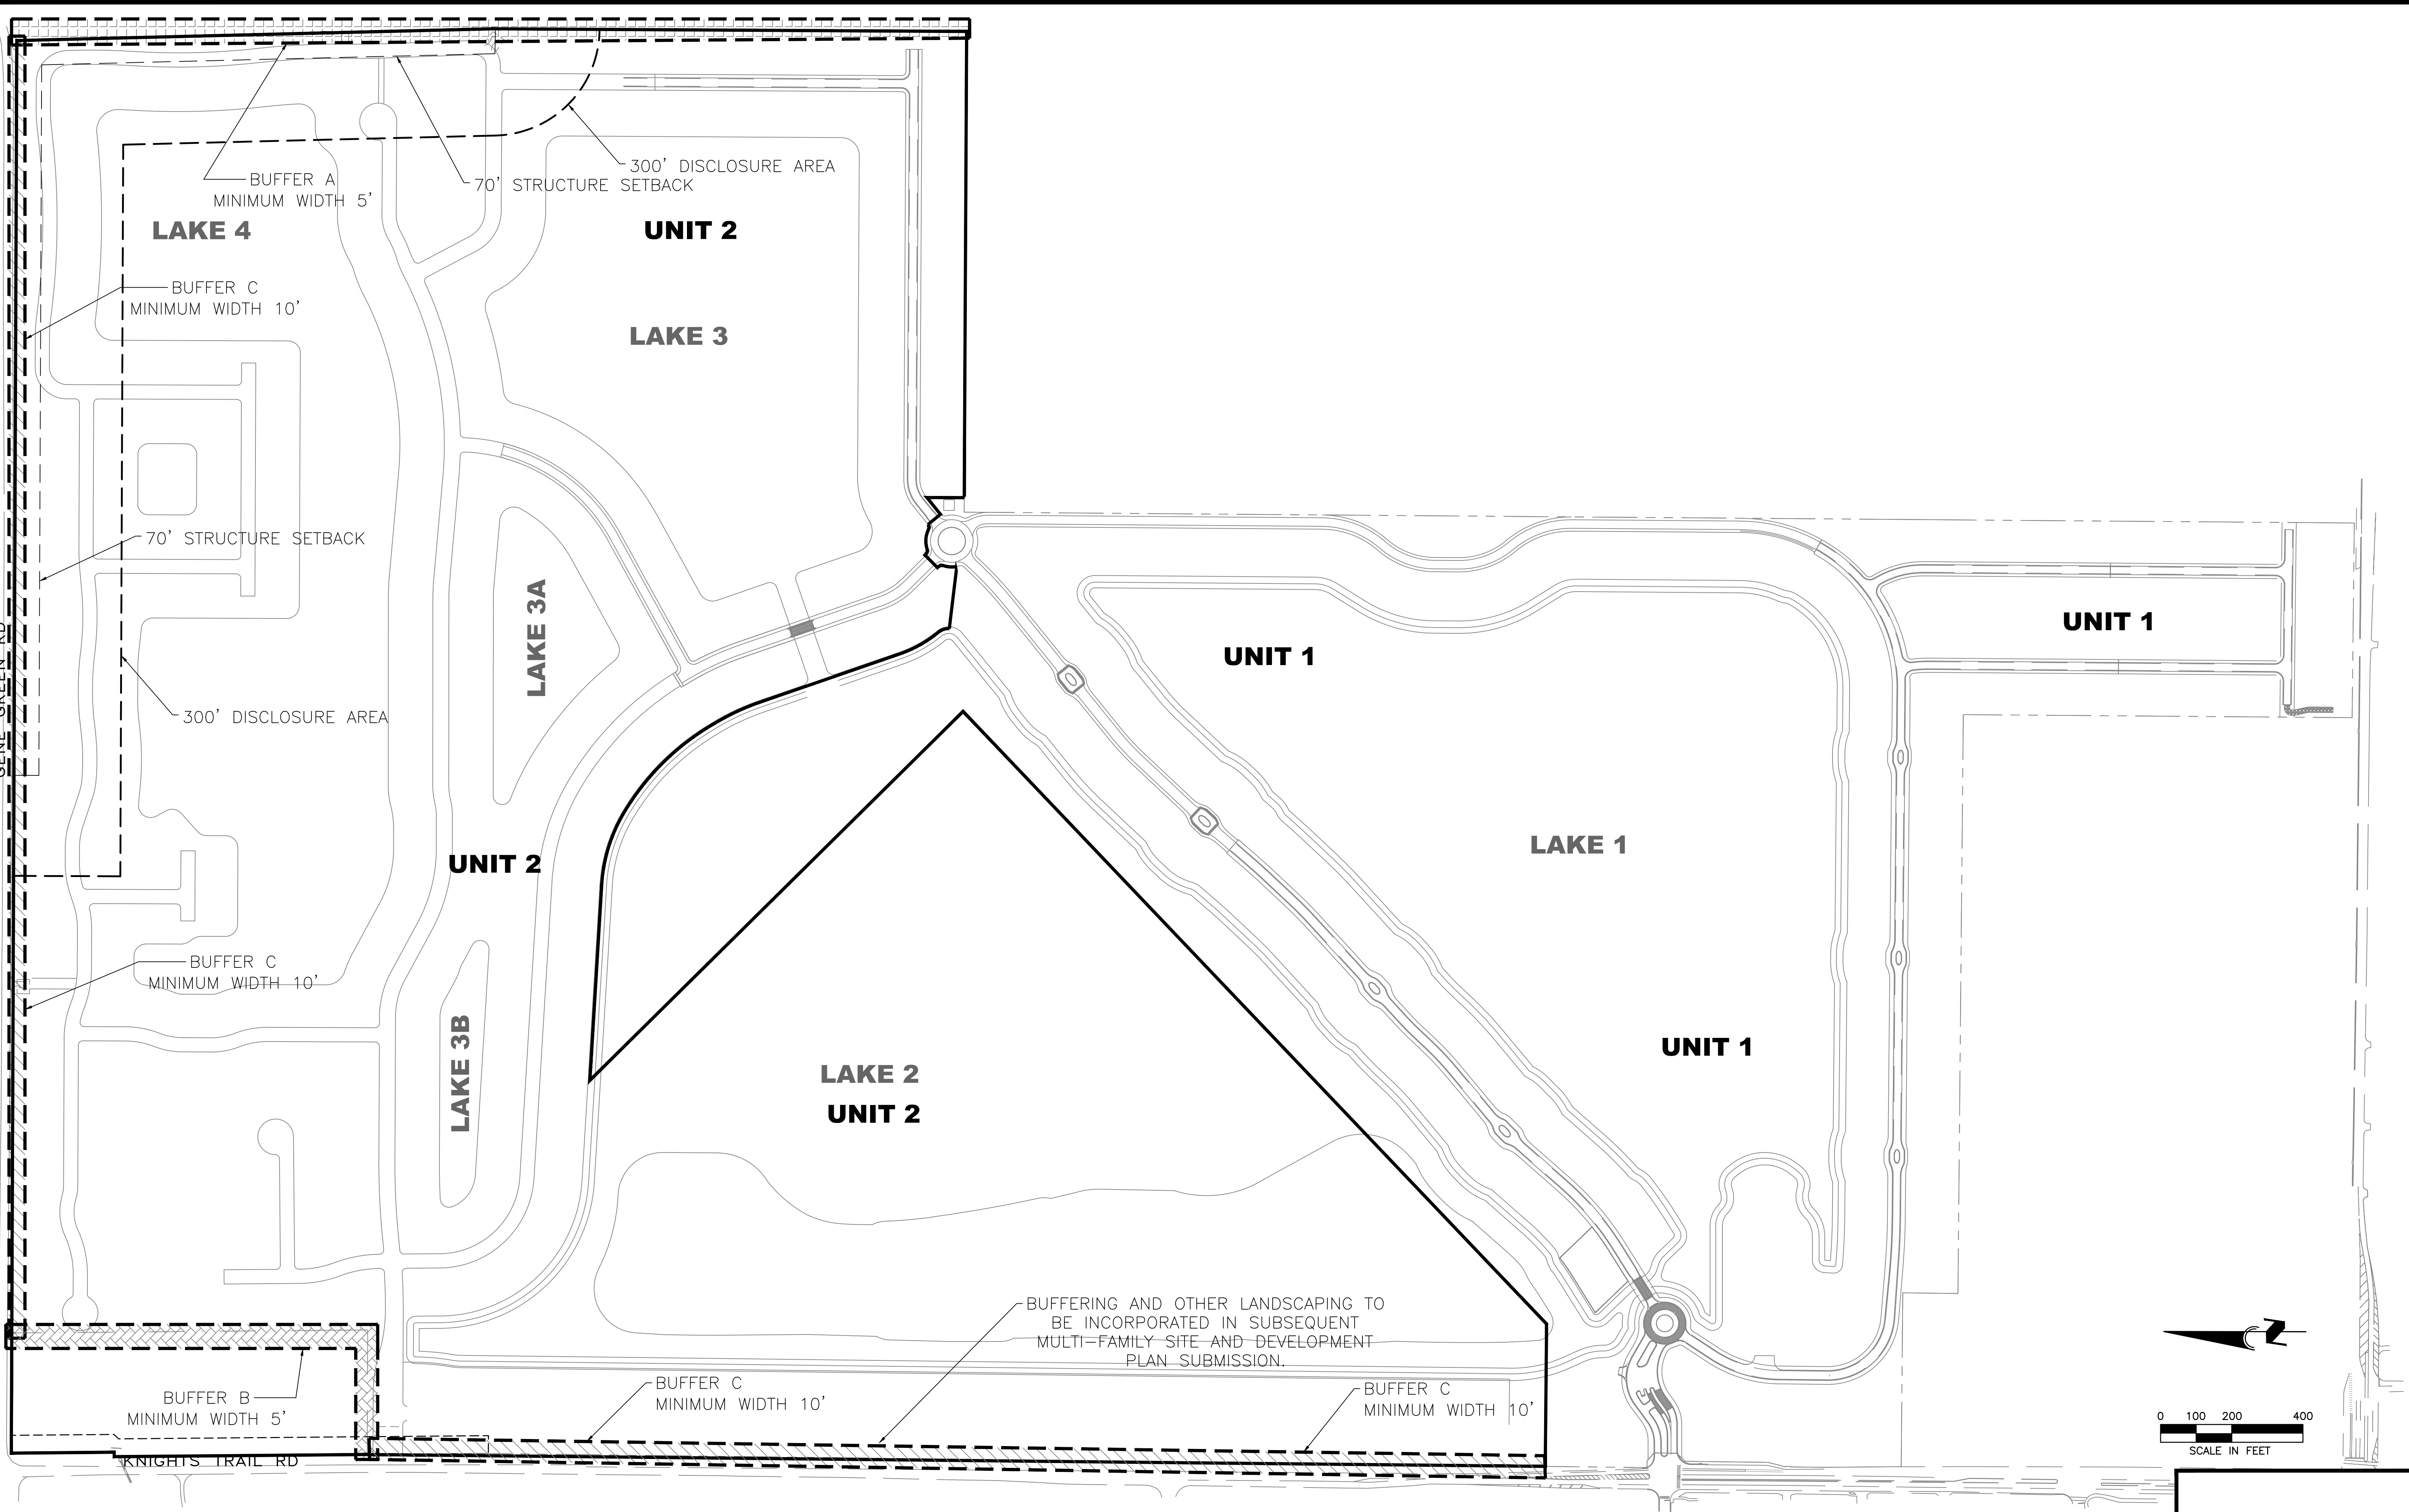 300' DISCLOSURE AREA
70' STRUCTURE SETBACK
BUFFER A
MINIMUM WIDTH 5'
LAKE 4
UNIT 2
BUFFER C
MINIMUM WIDTH 10'
LAKE 3
70' STRUCTURE SETBACK
LAKE 3A
UNIT 1
UNIT 1
GENE GREEN RD
300' DISCLOSURE AREA
LAKE 1
UNIT 2
BUFFER C
MINIMUM WIDTH 10'
LAKE 3B
UNIT 1
LAKE 2
UNIT 2
BUFFERING AND OTHER LANDSCAPING TO
BE INCORPORATED IN SUBSEQUENT
MULTI-FAMILY SITE AND DEVELOPMENT
PLAN SUBMISSION.
BUFFER B
MINIMUM WIDTH 5'
BUFFER C
MINIMUM WIDTH 10'
BUFFER C
MINIMUM WIDTH 10'
KNIGHTS TRAIL RD
N
0 100 200 400
SCALE IN FEET